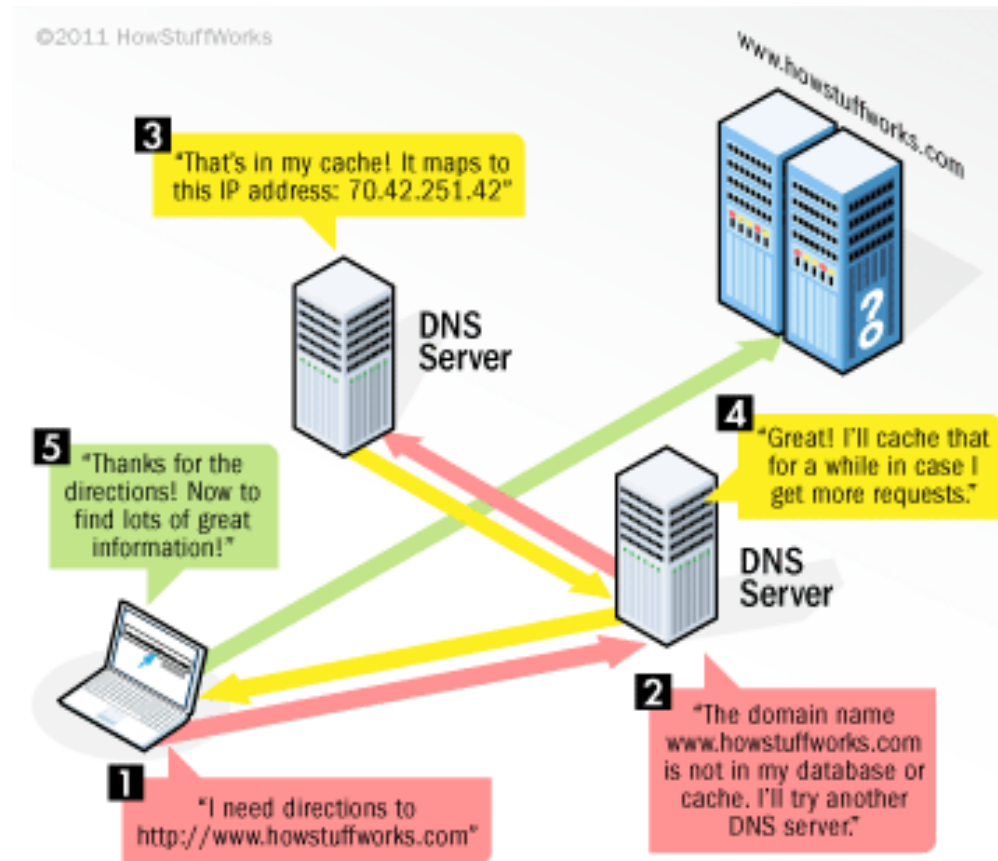 ©2011 HowStuffWorks
www.howstuffworks.com
3
"That's in my cache! It maps to
this IP address: 70.42.251.42"
DNS
Server
4
"Great! I'll cache that
for a while in case I
get more requests."
5
"Thanks for the
directions! Now to
find lots of great
information!"
DNS
Server
2
"The domain name
www.howstuffworks.com
is not in my database or
cache. I'll try another
DNS server."
1
"I need directions to
http://www.howstuffworks.com"